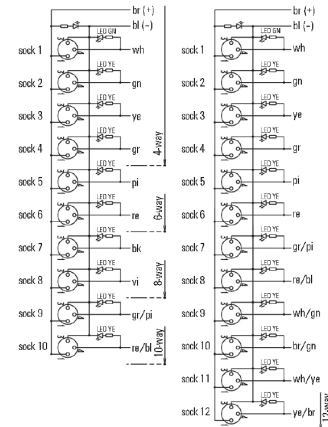 br (+)
bl (−)
LED GN
sock 1
wh
LED YE
sock 2
gn
LED YE
sock 3
ye
LED YE
sock 4
gr
4-way
LED YE
sock 5
pi
LED YE
sock 6
re
6-way
LED YE
sock 7
bk
LED YE
sock 8
vi
8-way
LED YE
sock 9
gr/pi
LED YE
sock 10
re/bl
10-way
br (+)
bl (−)
LED GN
sock 1
wh
LED YE
sock 2
gn
LED YE
sock 3
ye
LED YE
sock 4
gr
LED YE
sock 5
pi
LED YE
sock 6
re
LED YE
sock 7
gr/pi
LED YE
sock 8
re/bl
LED YE
sock 9
wh/gn
LED YE
sock 10
br/gn
LED YE
sock 11
wh/ye
LED YE
sock 12
ye/br
12-way